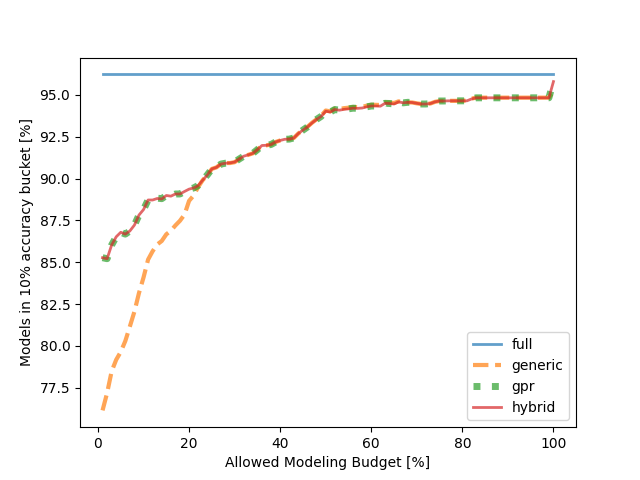 Models in 10% accuracy bucket [%]
95.0
92.5
90.0
87.5
85.0
82.5
80.0
77.5
0 20 40 60 80 100
Allowed Modeling Budget [%]
full
generic
gpr
hybrid